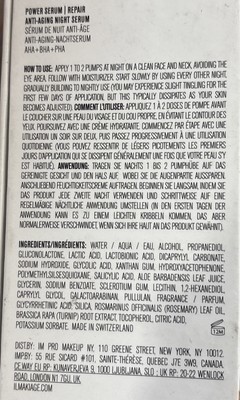 POWER SERUM | REPAIR
ANTI-AGING NIGHT SERUM
SÉRUM DE NUIT ANTI-ÂGE
ANTI-AGING-NACHTSERUM
AHA+BHA+PHA
HOW TO USE: APPLY 1 TO 2 PUMPS AT NIGHT ON A CLEAN FACE AND NECK, AVOIDING THE
EYE AREA. FOLLOW WITH MOISTURIZER. START SLOWLY BY USING EVERY OTHER NIGHT,
GRADUALLY BUILDING TO NIGHTLY USE (YOU MAY EXPERIENCE SLIGHT TINGLING FOR THE
FIRST FEW DAYS OF APPLICATION, BUT THIS TYPICALLY DISSIPATES AS YOUR SKIN
BECOMES ADJUSTED). COMMENT L'UTILISER: APPLIQUEZ 1 À 2 DOSES DE POMPE AVANT
LE COUCHER SUR UNE PEAU DU VISAGE ET DU COU PROPRE, EN ÉVITANT LE CONTOUR DES
YEUX. POURSUIVEZ AVEC UNE CRÈME HYDRATANTE. COMMENCEZ PAR ÉTAPE AVEC UNE
UTILISATION UN SOIR SUR DEUX, PUIS PASSEZ PROGRESSIVEMENT À UNE UTILISATION
QUOTIDIENNE (VOUS POUVEZ RESSENTIR DE LÉGERS PICOTEMENTS LES PREMIERS
JOURS D'APPLICATION QUI SE DISSIPENT GÉNÉRALEMENT UNE FOIS QUE VOTRE PEAU S'Y
EST HABITUÉ). ANWENDUNG: TRAGEN SIE NACHTS 1 BIS 2 PUMPHÜBE AUF DAS
GEREINIGTE GESICHT UND DEN HALS AUF. WOBEI SIE DIE AUGENPARTIE AUSSPAREN.
ANSCHLIEßEND FEUCHTIGKEITSCREME AUFTRAGEN. BEGINNEN SIE LANGSAM, INDEM SIE
DAS PRODUKT JEDE ZWEITE NACHT VERWENDEN UND SCHRITTWEISE AUF EINE
REGELMÄßIGE NÄCHTLICHE ANWENDUNG UMSTELLEN (IN DEN ERSTEN TAGEN DER
ANWENDUNG KANN ES ZU EINEM LEICHTEN KRIBBELN KOMMEN, DAS ABER
NORMALERWEISE VERSCHWINDET, WENN SICH IHRE HAUT AN DAS PRODUKT GEWÖHNT).
INGREDIENTS/INGRÉDIENTS: WATER / AQUA / EAU, ALCOHOL, PROPANEDIOL,
GLUCONOLACTONE, LACTIC ACID, LACTOBIONIC ACID, DICAPRYLYL CARBONATE,
SODIUM HYDROXIDE, GLYCOLIC ACID, XANTHAN GUM, HYDROXYACETOPHENONE,
POLYMETHYLSILSESQUIOXANE, SALICYLIC ACID, ALOE BARBADENSIS LEAF JUICE,
GLYCERIN, SODIUM BENZOATE, SCLEROTIUM GUM, LECITHIN, 1,2-HEXANEDIOL,
CAPRYLYL GLYCOL, GALACTOARABINAN, PULLULAN, FRAGRANCE / PARFUM,
GLYCYRRHETINIC ACID, SILICA, ROSMARINUS OFFICINALIS (ROSEMARY) LEAF OIL,
BRASSICA RAPA (TURNIP) ROOT EXTRACT, TOCOPHEROL, CITRIC ACID,
POTASSIUM SORBATE. MADE IN SWITZERLAND
12M
DISTBY: IM PRO MAKEUP NY, 110 GREENE STREET, NEW YORK, NY 10012.
IMPBY: 55 RUE SICARD #101, SAINTE-THÉRÈSE, QUEBEC J7E 3W9, CANADA.
CEWAY EU RP: KUNAVERJEVA 9, 1000 LJUBLJANA, SLO UK RP: 20-22 WENLOCK
ROAD, LONDON N1 7GU, UK.
ILMAKIAGE.COM